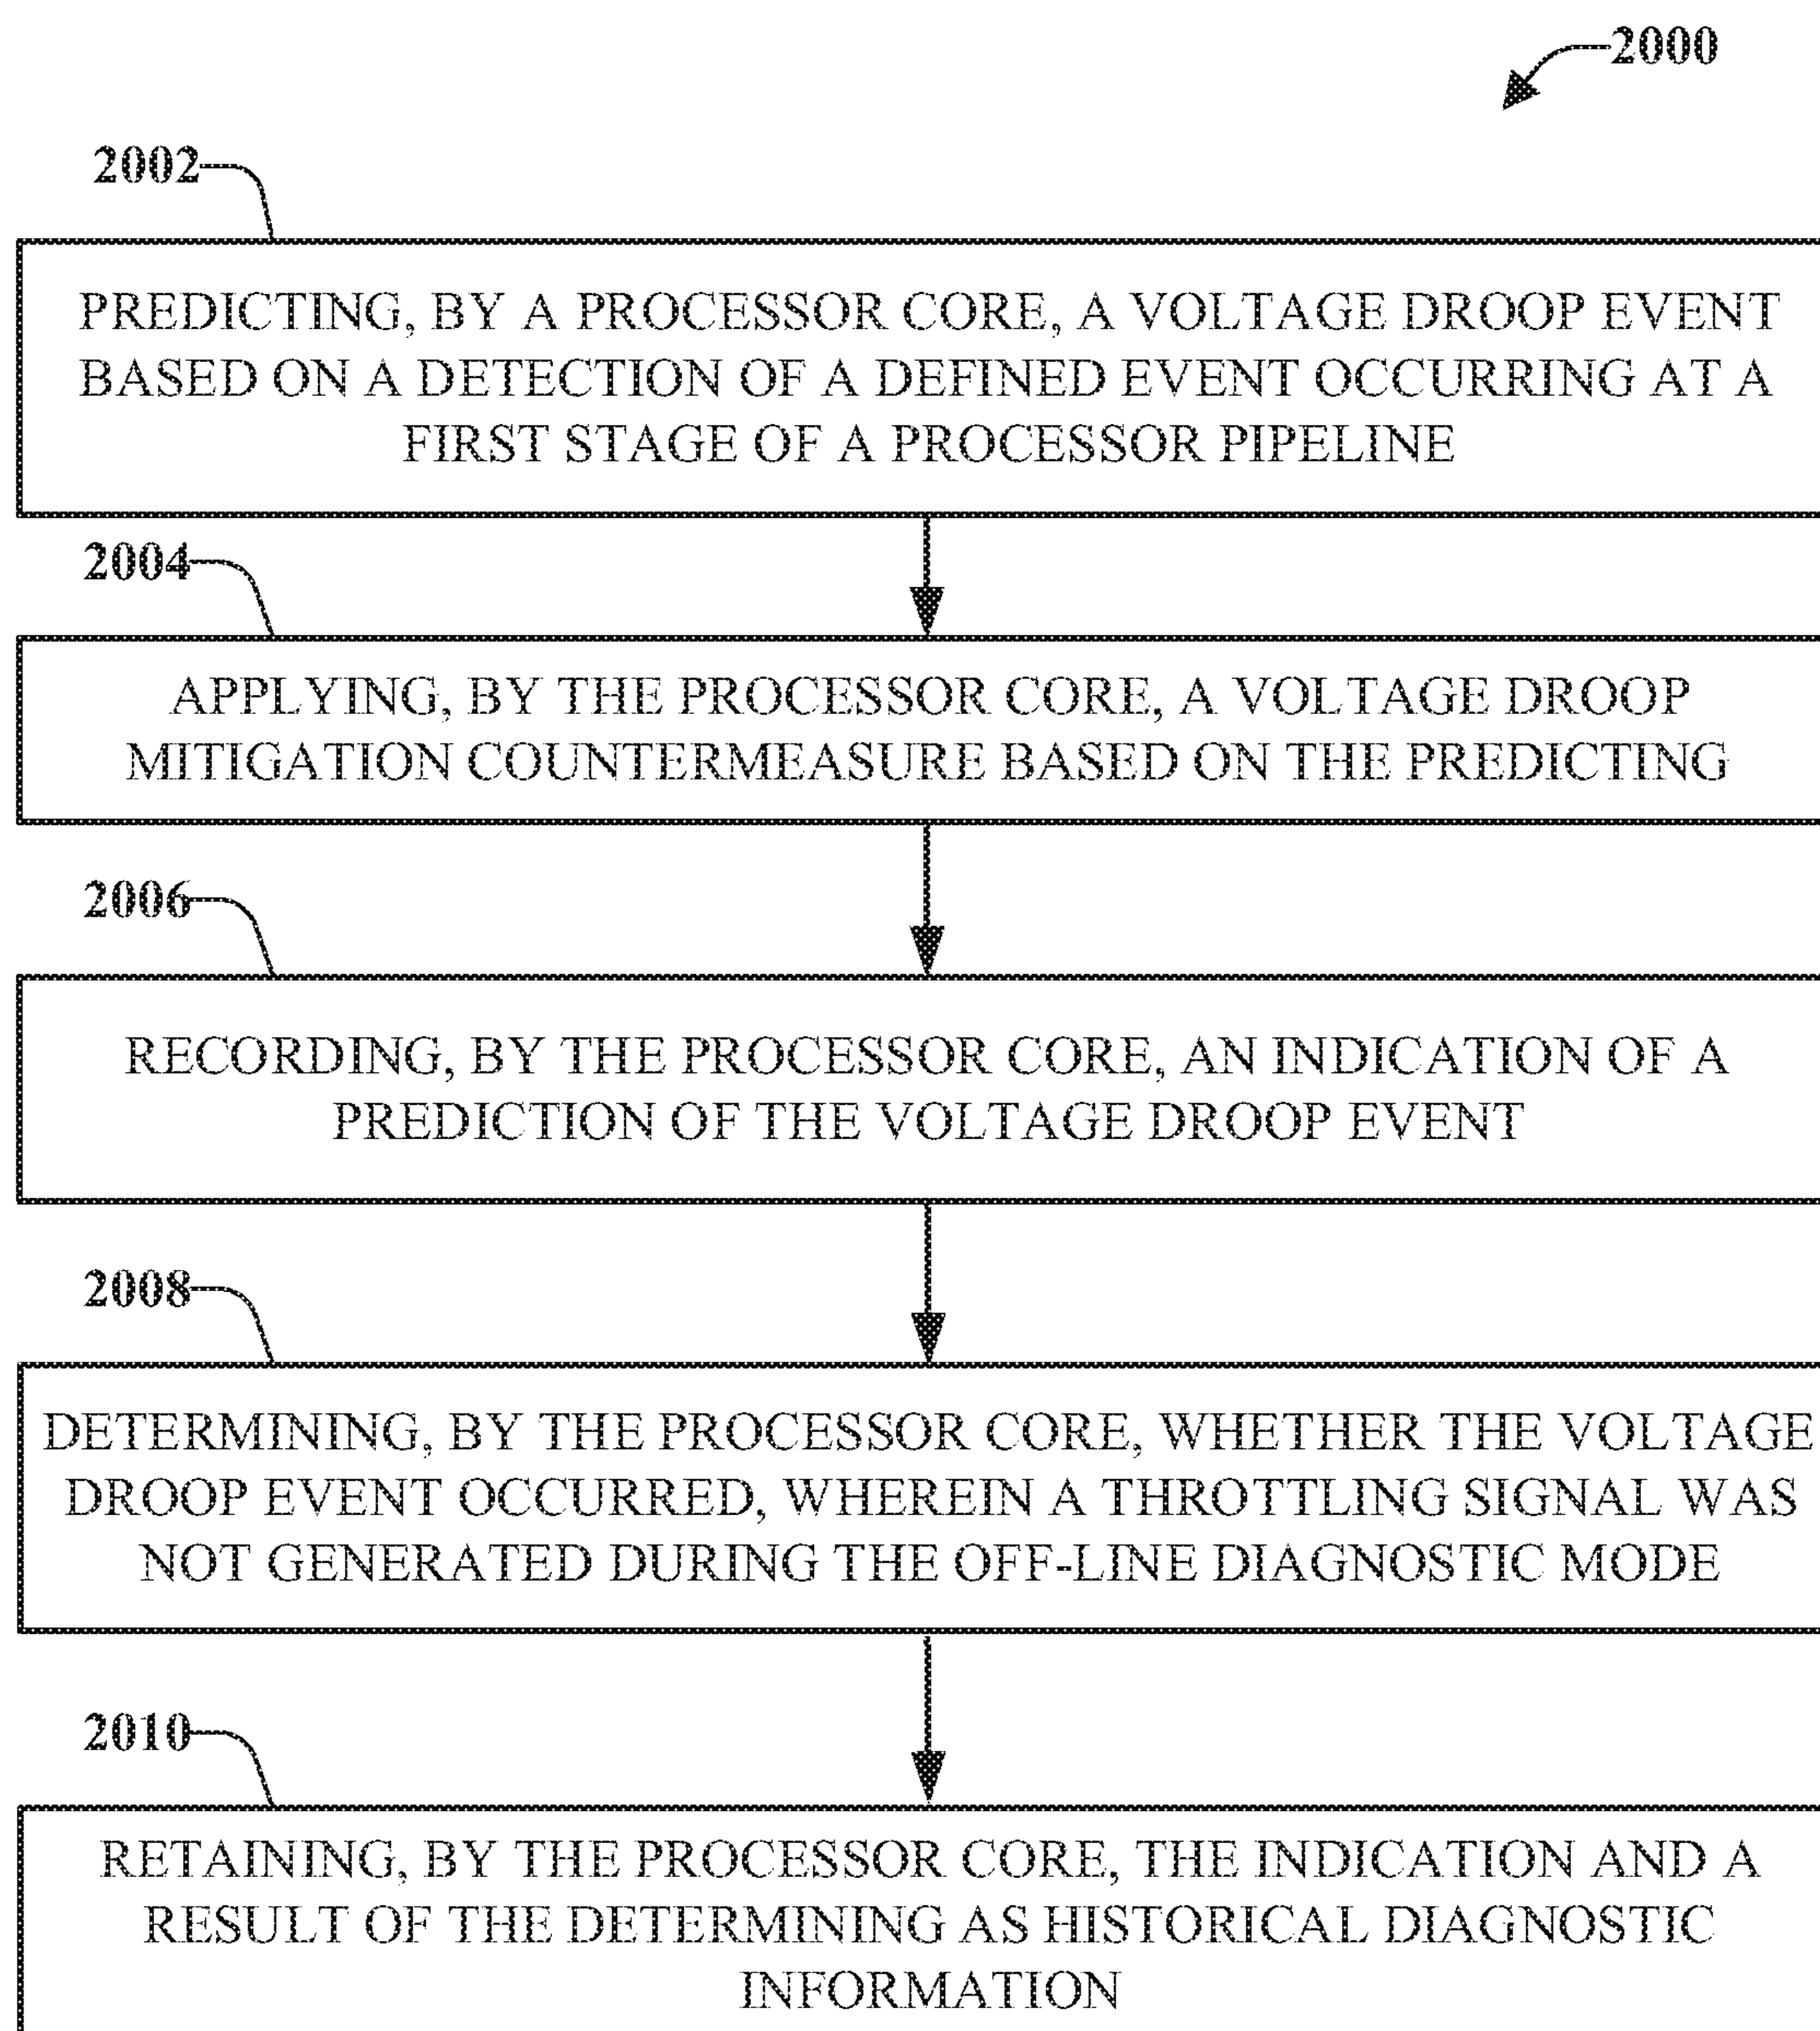 2000
2002
PREDICTING, BY A PROCESSOR CORE, A VOLTAGE DROOP EVENT
BASED ON A DETECTION OF A DEFINED EVENT OCCURRING AT A
FIRST STAGE OF A PROCESSOR PIPELINE
2004
APPLYING, BY THE PROCESSOR CORE, A VOLTAGE DROOP
MITIGATION COUNTERMEASURE BASED ON THE PREDICTING
2006
RECORDING, BY THE PROCESSOR CORE, AN INDICATION OF A
PREDICTION OF THE VOLTAGE DROOP EVENT
2008
DETERMINING, BY THE PROCESSOR CORE, WHETHER THE VOLTAGE
DROOP EVENT OCCURRED, WHEREIN A THROTTLING SIGNAL WAS
NOT GENERATED DURING THE OFF-LINE DIAGNOSTIC MODE
2010
RETAINING, BY THE PROCESSOR CORE, THE INDICATION AND A
RESULT OF THE DETERMINING AS HISTORICAL DIAGNOSTIC
INFORMATION